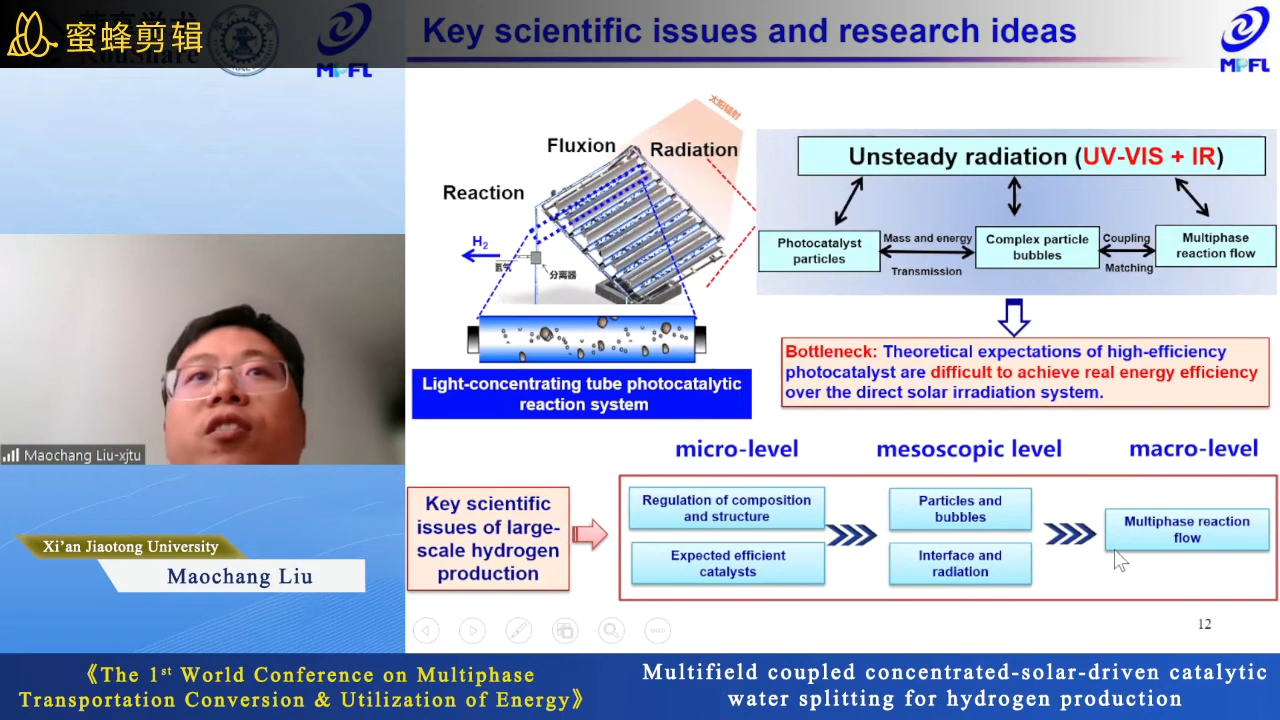 蜜蜂剪辑
MPFL
Key scientific issues and research ideas
MPFL
太阳辐射
Fluxion
Radiation
Reaction
H₂
氢气
分离器
Light-concentrating tube photocatalytic
reaction system
Unsteady radiation (UV-VIS + IR)
Photocatalyst
particles
Mass and energy
Transmission
Complex particle
bubbles
Coupling
Matching
Multiphase
reaction flow
Bottleneck: Theoretical expectations of high-efficiency
photocatalyst are difficult to achieve real energy efficiency
over the direct solar irradiation system.
micro-level
mesoscopic level
macro-level
Key scientific
issues of large-
scale hydrogen
production
Regulation of composition
and structure
Expected efficient
catalysts
Particles and
bubbles
Interface and
radiation
Multiphase reaction
flow
12
Maochang Liu-xjtu
Xi'an Jiaotong University
Maochang Liu
《The 1st World Conference on Multiphase
Transportation Conversion & Utilization of Energy》
Multifield coupled concentrated-solar-driven catalytic
water splitting for hydrogen production